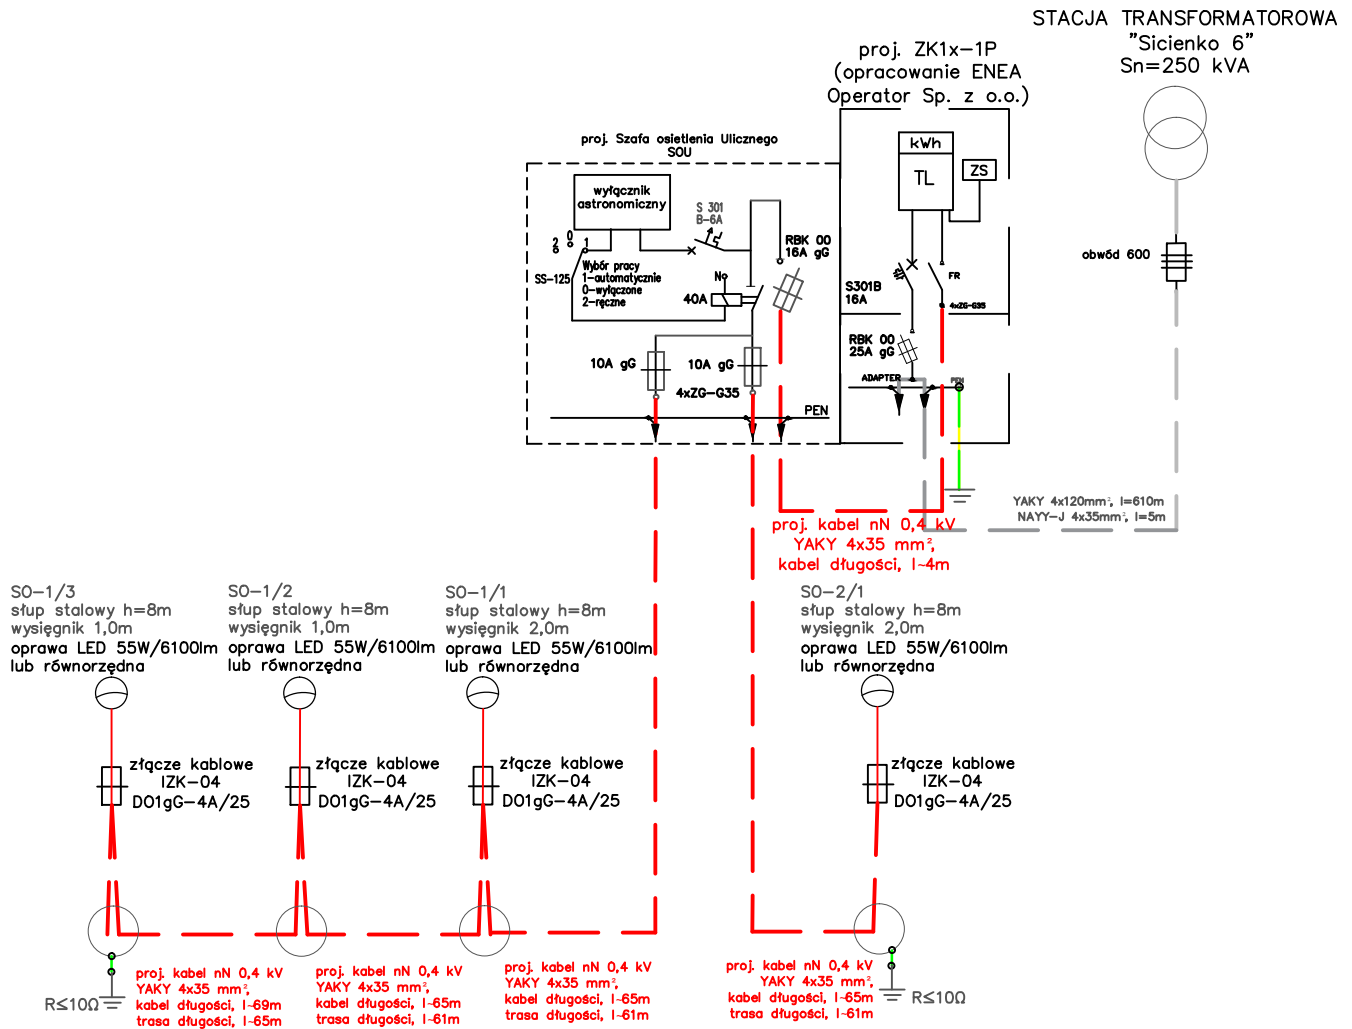 STACJA TRANSFORMATOROWA
"Sicienko 6"
Sn=250 kVA
proj. ZK1x-1P
(opracowanie ENEA
Operator Sp. z o.o.)
proj. Szafa osietlenia Ulicznego
SOU
kWh
TL
ZS
wyłącznik
astronomiczny
S 301
B-6A
2
0
1
RBK 00
16A gG
obwód 600
SS-125
Wybór pracy
1-automatycznie
0-wyłączone
2-ręczne
N
40A
S301B
16A
FR
4xZG-G35
RBK 00
25A gG
10A gG
10A gG
4xZG-G35
ADAPTER
PEN
PEN
YAKY 4x120mm², l=610m
NAYY-J 4x35mm², l=5m
proj. kabel nN 0,4 kV
YAKY 4x35 mm²,
kabel długości, l~4m
SO-1/3
słup stalowy h=8m
wysięgnik 1,0m
oprawa LED 55W/6100lm
lub równorzędna
SO-1/2
słup stalowy h=8m
wysięgnik 1,0m
oprawa LED 55W/6100lm
lub równorzędna
SO-1/1
słup stalowy h=8m
wysięgnik 2,0m
oprawa LED 55W/6100lm
lub równorzędna
SO-2/1
słup stalowy h=8m
wysięgnik 2,0m
oprawa LED 55W/6100lm
lub równorzędna
złącze kablowe
IZK-04
DO1gG-4A/25
złącze kablowe
IZK-04
DO1gG-4A/25
złącze kablowe
IZK-04
DO1gG-4A/25
złącze kablowe
IZK-04
DO1gG-4A/25
R≤10Ω
proj. kabel nN 0,4 kV
YAKY 4x35 mm²,
kabel długości, l~69m
trasa długości, l~65m
proj. kabel nN 0,4 kV
YAKY 4x35 mm²,
kabel długości, l~65m
trasa długości, l~61m
proj. kabel nN 0,4 kV
YAKY 4x35 mm²,
kabel długości, l~65m
trasa długości, l~61m
proj. kabel nN 0,4 kV
YAKY 4x35 mm²,
kabel długości, l~65m
trasa długości, l~61m
R≤10Ω